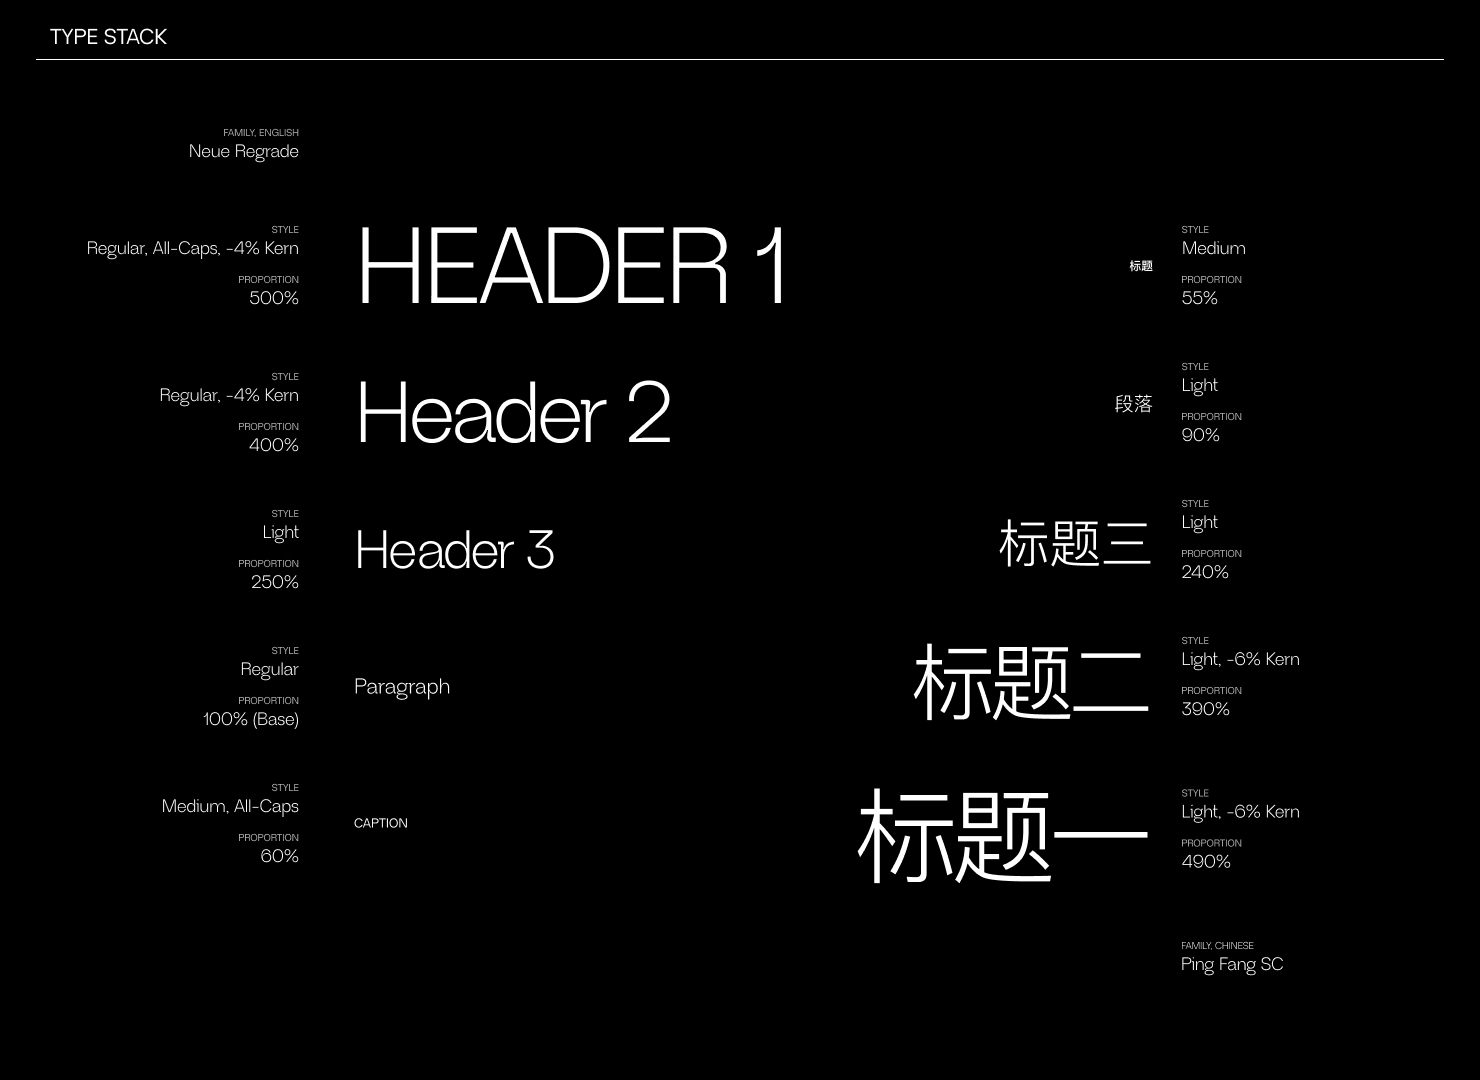 TYPE STACK
FAMILY, ENGLISH
Neue Regrade
STYLE
Regular, All-Caps, -4% Kern
PROPORTION
500%
HEADER 1
STYLE
Regular, -4% Kern
PROPORTION
400%
Header 2
STYLE
Light
PROPORTION
250%
Header 3
STYLE
Regular
PROPORTION
100% (Base)
Paragraph
STYLE
Medium, All-Caps
PROPORTION
60%
CAPTION
标题
STYLE
Medium
PROPORTION
55%
段落
STYLE
Light
PROPORTION
90%
标题三
STYLE
Light
PROPORTION
240%
标题二
STYLE
Light, -6% Kern
PROPORTION
390%
标题一
STYLE
Light, -6% Kern
PROPORTION
490%
FAMILY, CHINESE
Ping Fang SC